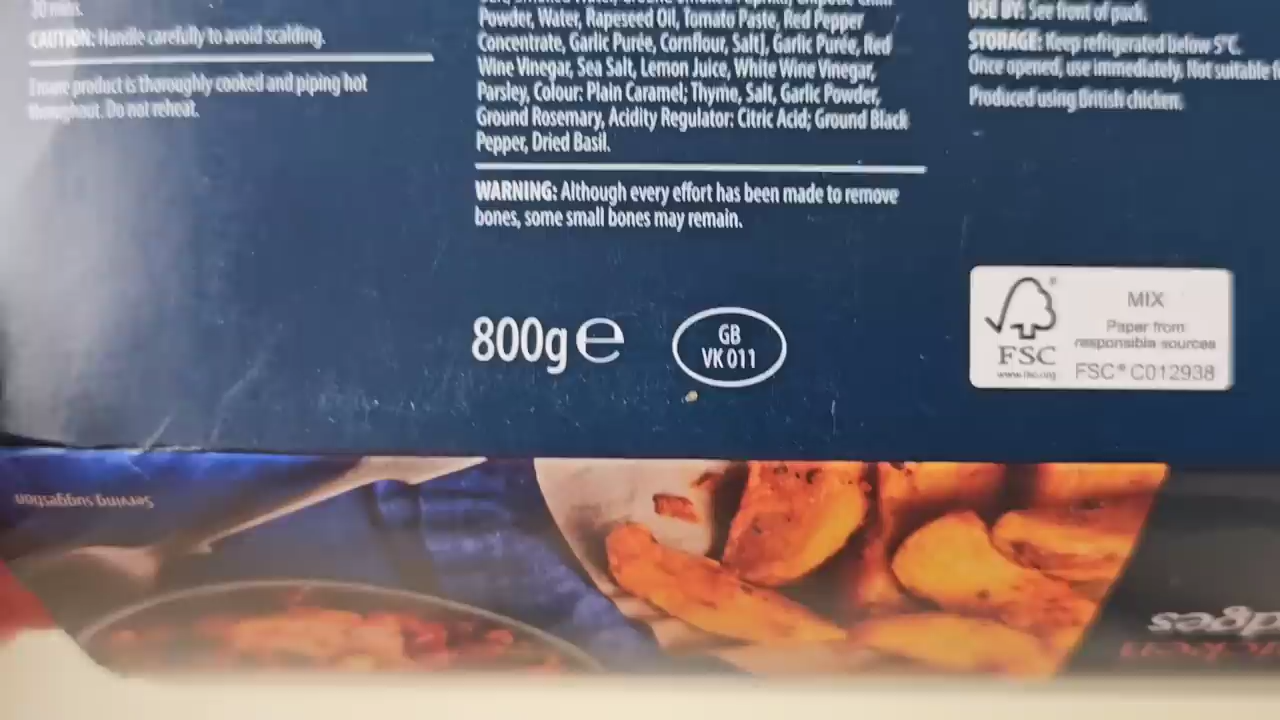 30 mins.
CAUTION: Handle carefully to avoid scalding.
Ensure product is thoroughly cooked and piping hot
throughout. Do not reheat.
Powder, Water, Rapeseed Oil, Tomato Paste, Red Pepper
Concentrate, Garlic Purée, Cornflour, Salt], Garlic Purée, Red
Wine Vinegar, Sea Salt, Lemon Juice, White Wine Vinegar,
Parsley, Colour: Plain Caramel; Thyme, Salt, Garlic Powder,
Ground Rosemary, Acidity Regulator: Citric Acid; Ground Black
Pepper, Dried Basil.
WARNING: Although every effort has been made to remove
bones, some small bones may remain.
800g e
GB
VK 011
USE BY: See front of pack.
STORAGE: Keep refrigerated below 5°C.
Once opened, use immediately. Not suitable
Produced using British chicken.
FSC
www.fsc.org
MIX
Paper from
responsible sources
FSC® C012938
Serving suggestion